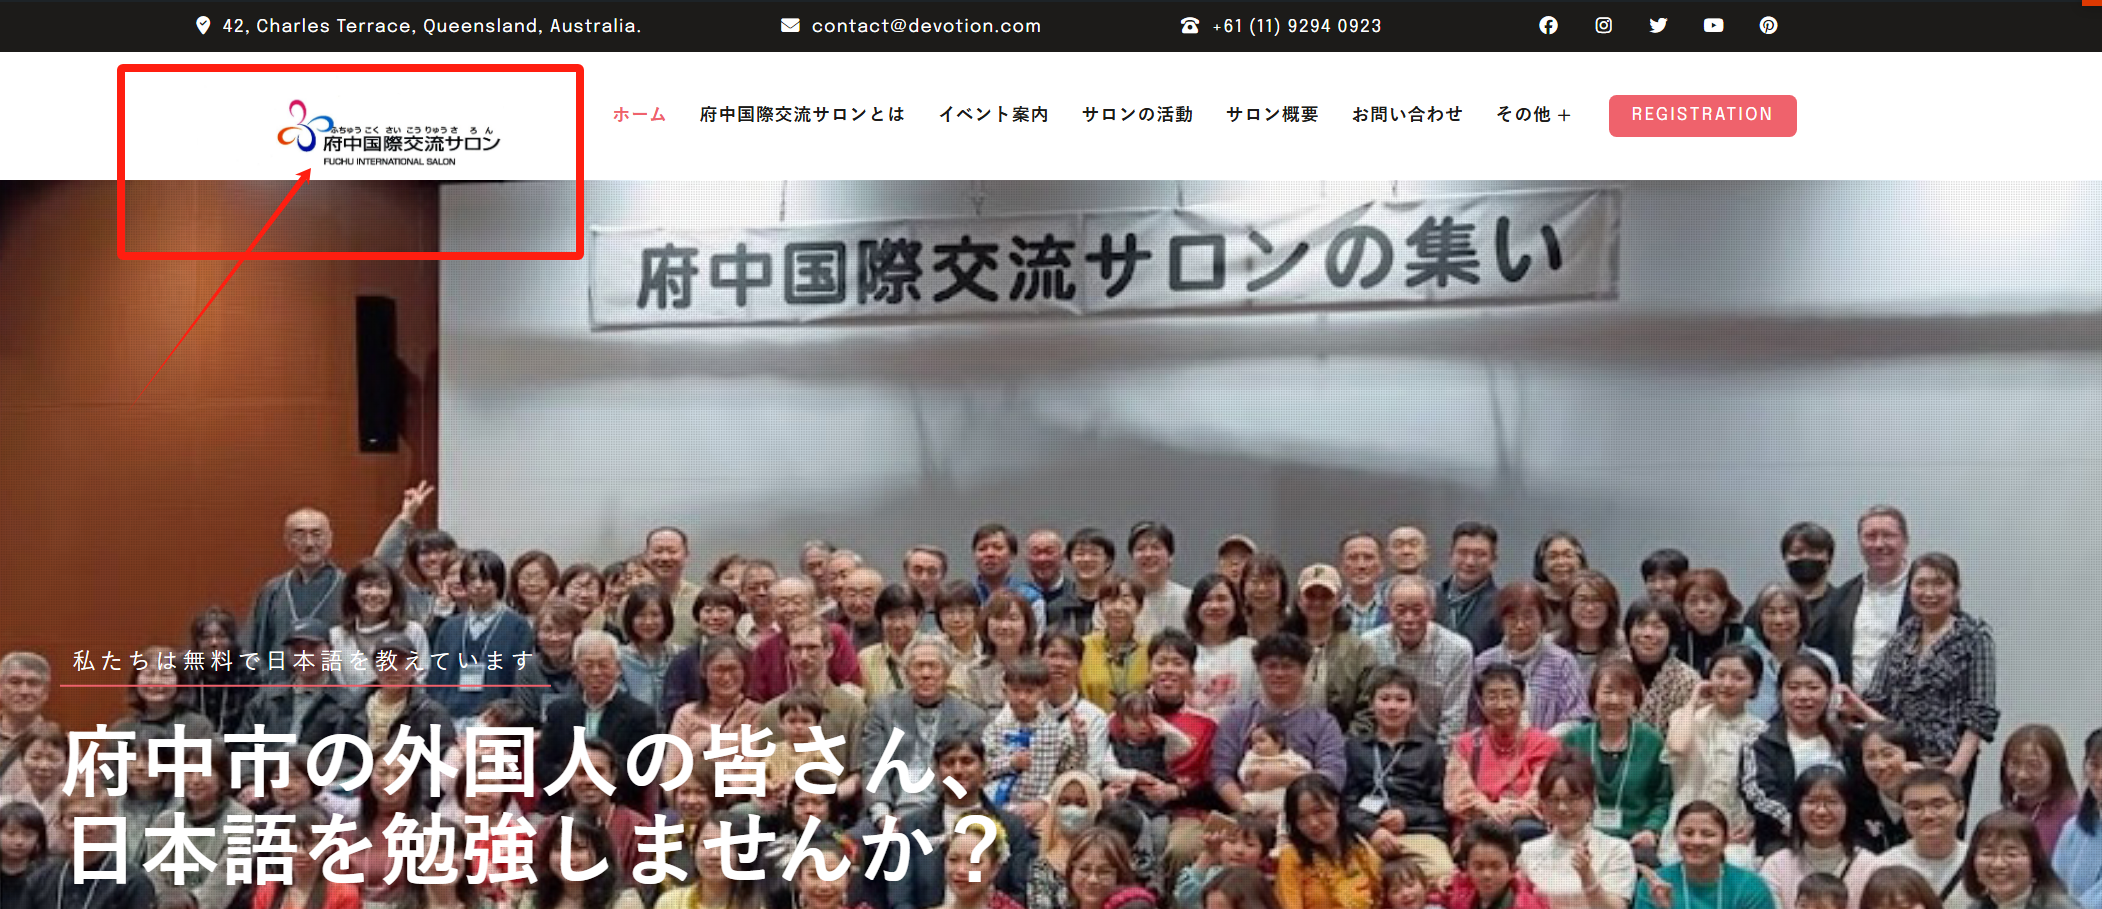 42, Charles Terrace, Queensland, Australia.
contact@devotion.com
+61 (11) 9294 0923
ふちゅうこくさいこうりゅうさろん
府中国際交流サロン
FUCHU INTERNATIONAL SALON
ホーム
府中国際交流サロンとは
イベント案内
サロンの活動
サロン概要
お問い合わせ
その他 +
REGISTRATION
府中国際交流サロンの集い
私たちは無料で日本語を教えています
府中市の外国人の皆さん、
日本語を勉強しませんか？